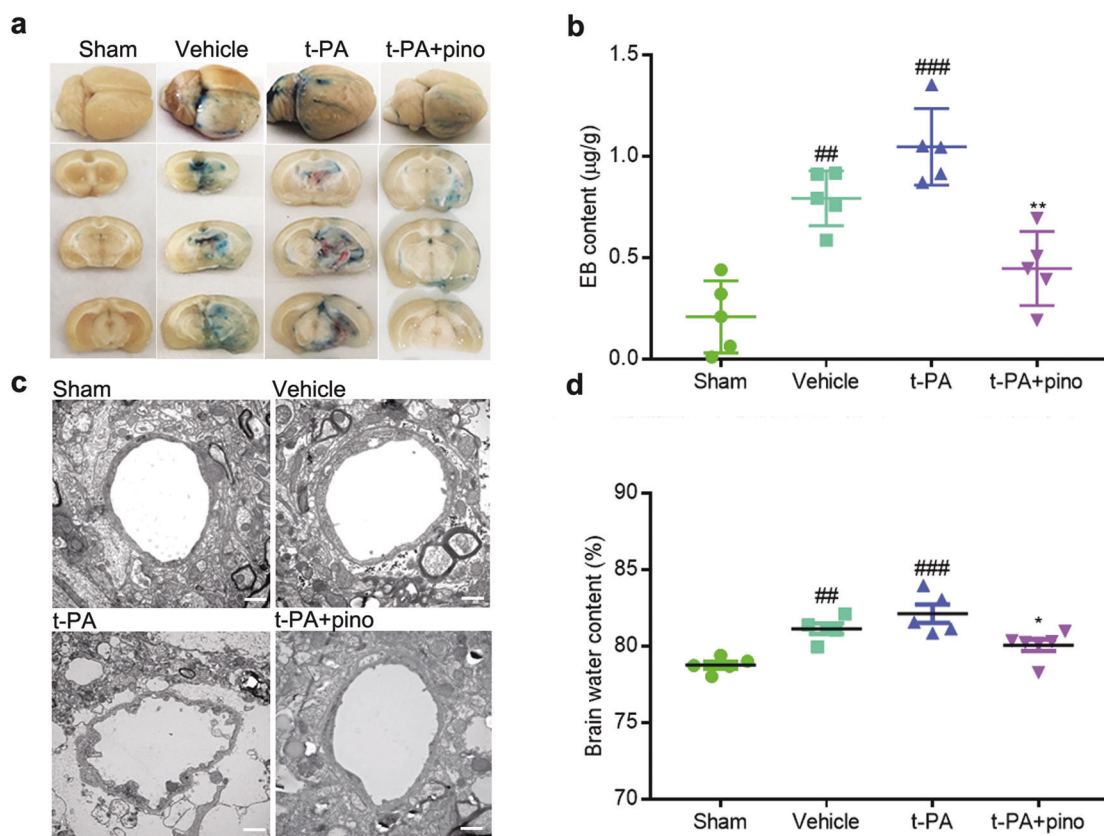 a
Sham Vehicle t-PA t-PA+pino
b
EB content (µg/g)
1.5
1.0
0.5
0.0
##
###
**
Sham Vehicle t-PA t-PA+pino
c
Sham Vehicle
t-PA t-PA+pino
d
Brain water content (%)
90
85
80
75
70
##
###
*
Sham Vehicle t-PA t-PA+pino